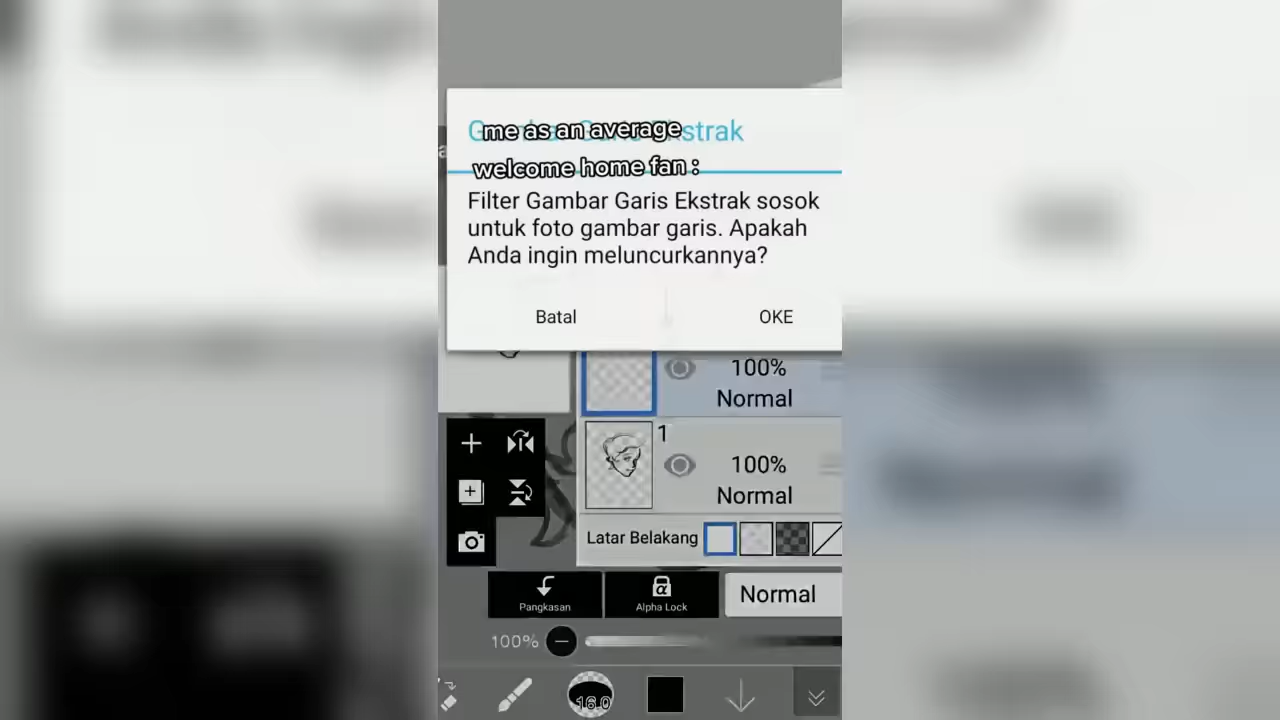 me as an average
welcome home fan :
strak
Filter Gambar Garis Ekstrak sosok
untuk foto gambar garis. Apakah
Anda ingin meluncurkannya?
Batal
OKE
100%
Normal
1
100%
Normal
Latar Belakang
Pangkasan
α
Alpha Lock
Normal
100%
16.0